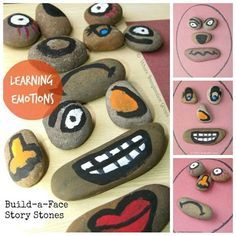 LEARNING
EMOTIONS
Build-a-Face
Story Stones